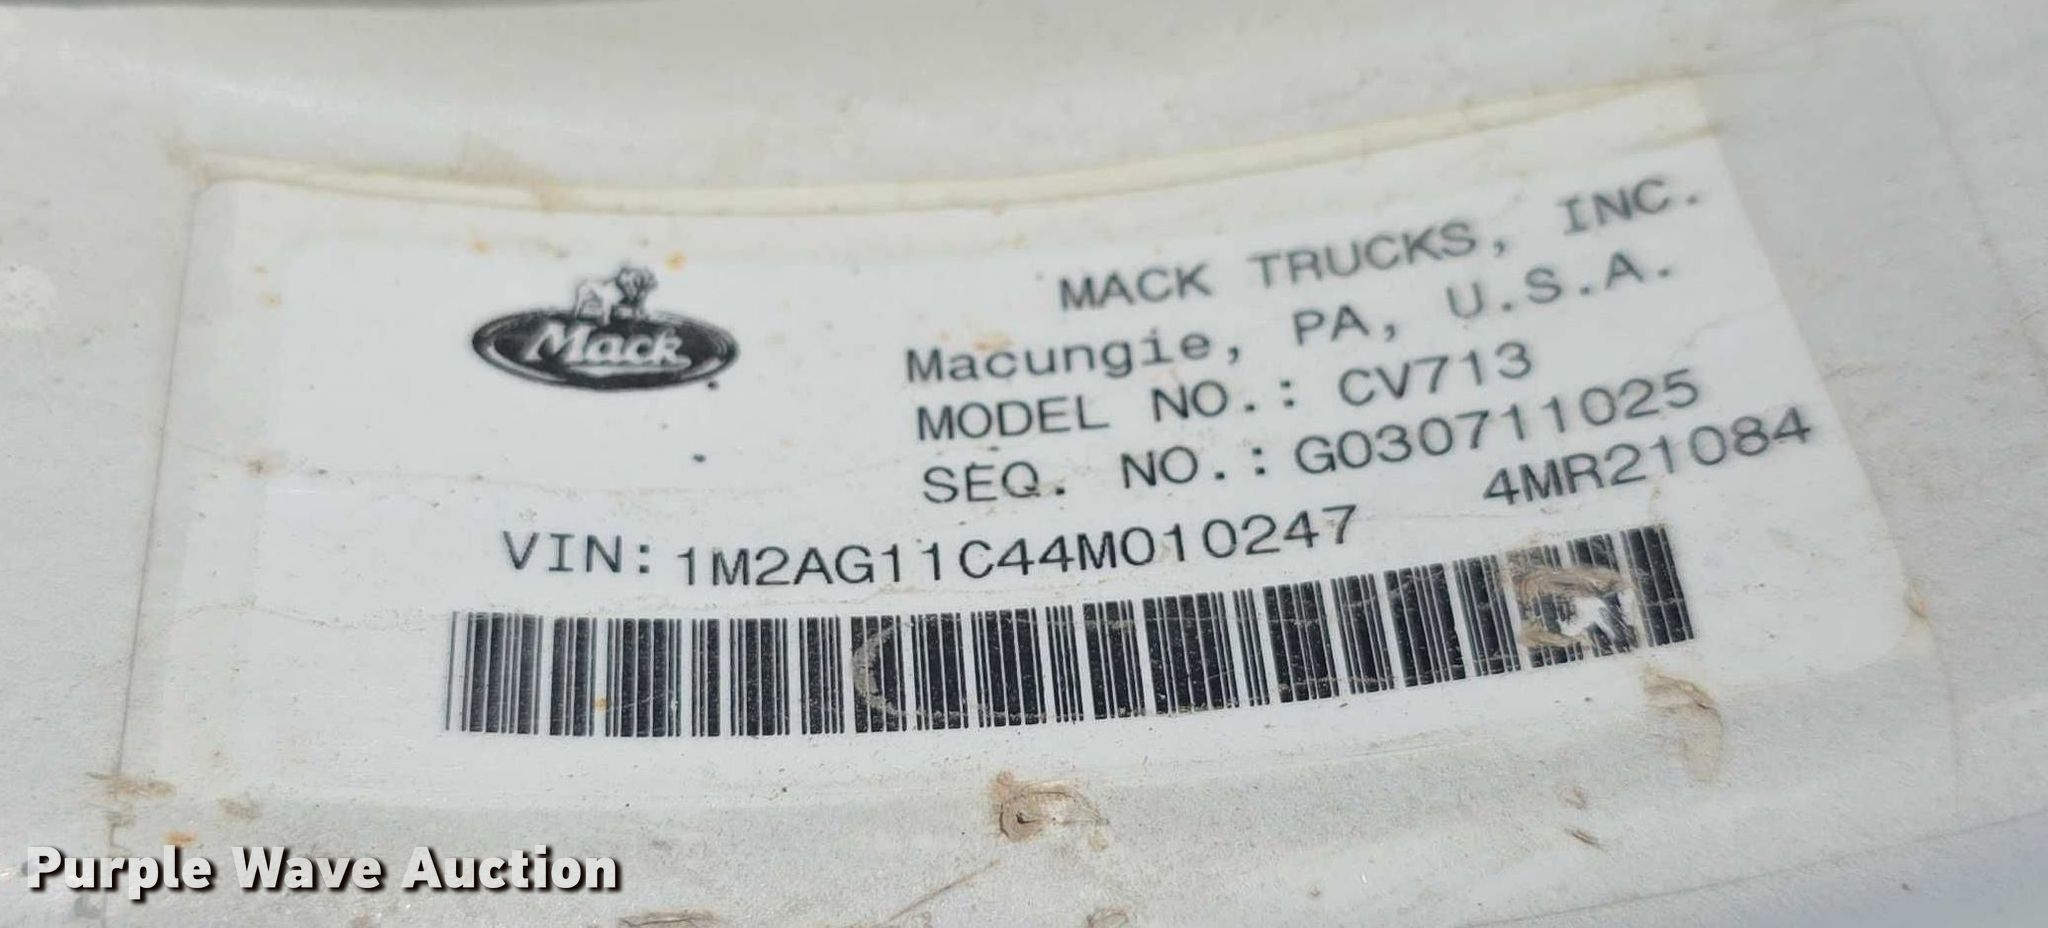 Mack
MACK TRUCKS, INC.
Macungie, PA, U.S.A.
MODEL NO.: CV713
SEQ. NO.: G030711025
4MR21084
VIN: 1M2AG11C44M010247
Purple Wave Auction